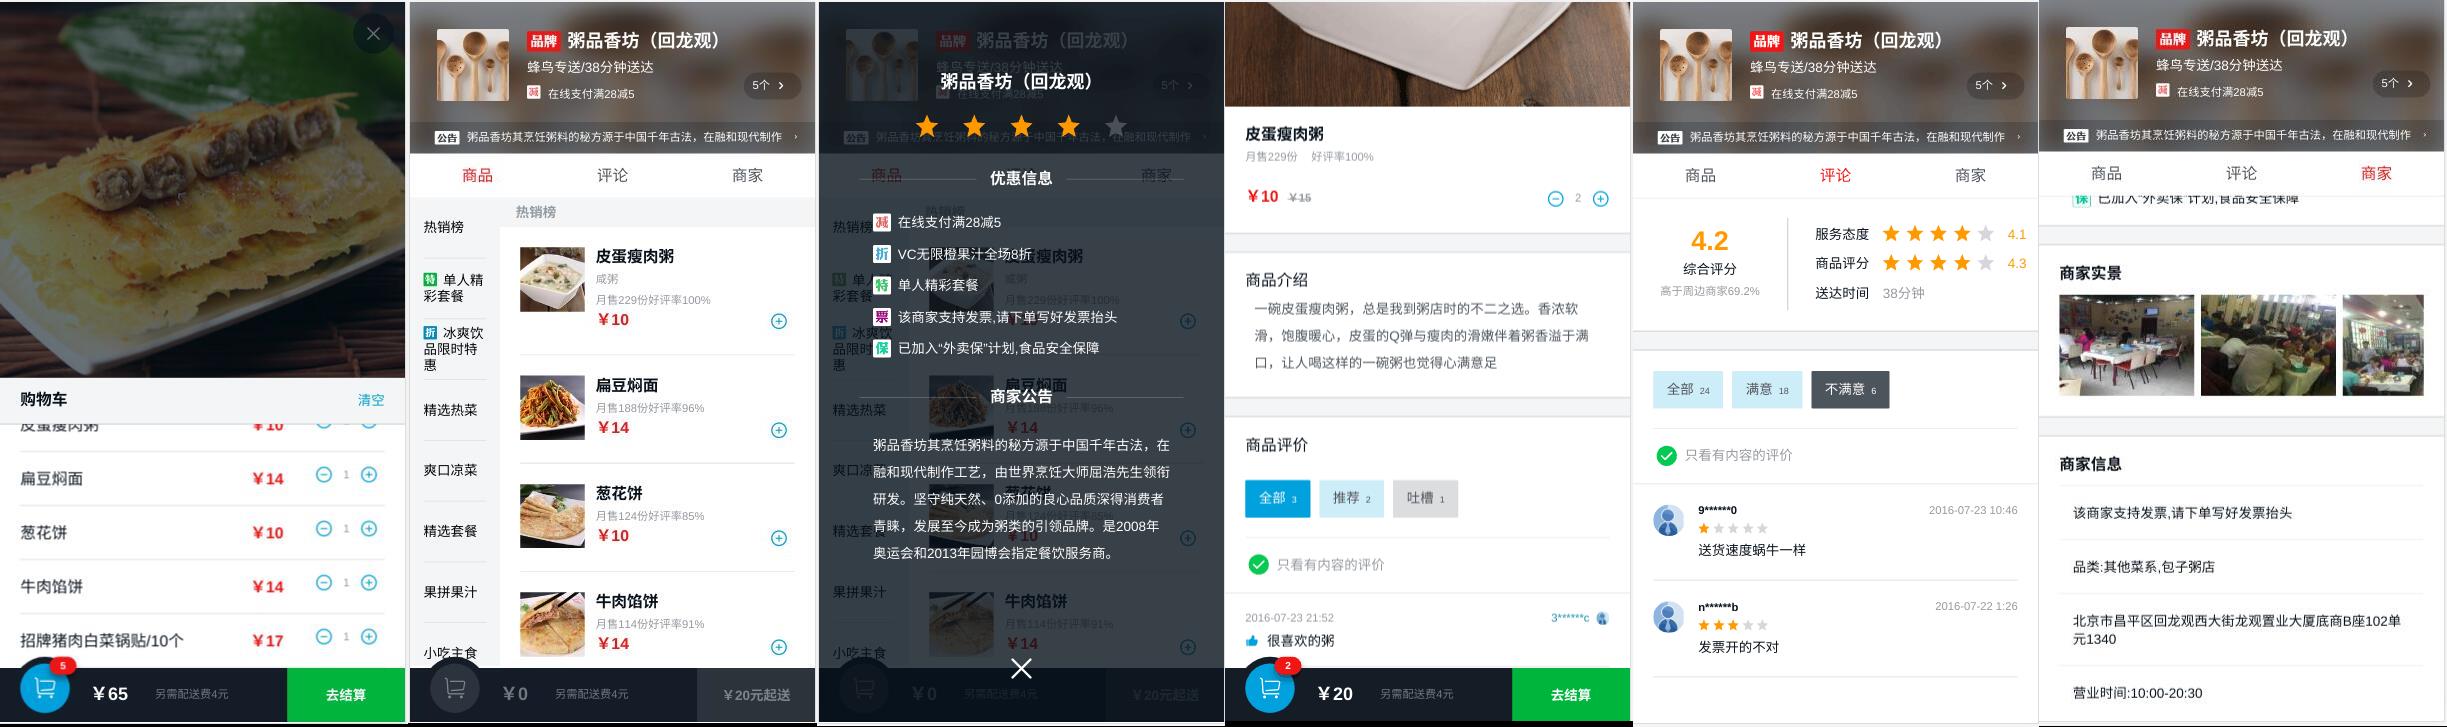 购物车
清空
皮蛋瘦肉粥
￥10
扁豆焖面
￥14
1
葱花饼
￥10
1
牛肉馅饼
￥14
1
招牌猪肉白菜锅贴/10个
￥17
1
5
￥65
另需配送费4元
去结算
品牌 粥品香坊（回龙观）
蜂鸟专送/38分钟送达
减 在线支付满28减5
5个
公告 粥品香坊其烹饪粥料的秘方源于中国千年古法，在融和现代制作
商品
评论
商家
热销榜
特 单人精
彩套餐
折 冰爽饮
品限时特
惠
精选热菜
爽口凉菜
精选套餐
果拼果汁
小吃主食
热销榜
皮蛋瘦肉粥
咸粥
月售229份好评率100%
￥10
扁豆焖面
月售188份好评率96%
￥14
葱花饼
月售124份好评率85%
￥10
牛肉馅饼
月售114份好评率91%
￥14
￥0
另需配送费4元
￥20元起送
粥品香坊（回龙观）
优惠信息
减 在线支付满28减5
折 VC无限橙果汁全场8折
特 单人精彩套餐
票 该商家支持发票,请下单写好发票抬头
保 已加入“外卖保”计划,食品安全保障
商家公告
粥品香坊其烹饪粥料的秘方源于中国千年古法，在
融和现代制作工艺，由世界烹饪大师屈浩先生领衔
研发。坚守纯天然、0添加的良心品质深得消费者
青睐，发展至今成为粥类的引领品牌。是2008年
奥运会和2013年园博会指定餐饮服务商。
皮蛋瘦肉粥
月售229份 好评率100%
￥10 ￥15
2
商品介绍
一碗皮蛋瘦肉粥，总是我到粥店时的不二之选。香浓软
滑，饱腹暖心，皮蛋的Q弹与瘦肉的滑嫩伴着粥香溢于满
口，让人喝这样的一碗粥也觉得心满意足
商品评价
全部 3
推荐 2
吐槽 1
只看有内容的评价
2016-07-23 21:52
3******c
很喜欢的粥
2
￥20
另需配送费4元
去结算
品牌 粥品香坊（回龙观）
蜂鸟专送/38分钟送达
减 在线支付满28减5
5个
公告 粥品香坊其烹饪粥料的秘方源于中国千年古法，在融和现代制作
商品
评论
商家
4.2
综合评分
高于周边商家69.2%
服务态度 4.1
商品评分 4.3
送达时间 38分钟
全部 24
满意 18
不满意 6
只看有内容的评价
9******0
2016-07-23 10:46
送货速度蜗牛一样
n******b
2016-07-22 1:26
发票开的不对
品牌 粥品香坊（回龙观）
蜂鸟专送/38分钟送达
减 在线支付满28减5
5个
公告 粥品香坊其烹饪粥料的秘方源于中国千年古法，在融和现代制作
商品
评论
商家
保 已加入“外卖保”计划,食品安全保障
商家实景
商家信息
该商家支持发票,请下单写好发票抬头
品类:其他菜系,包子粥店
北京市昌平区回龙观西大街龙观置业大厦底商B座102单
元1340
营业时间:10:00-20:30